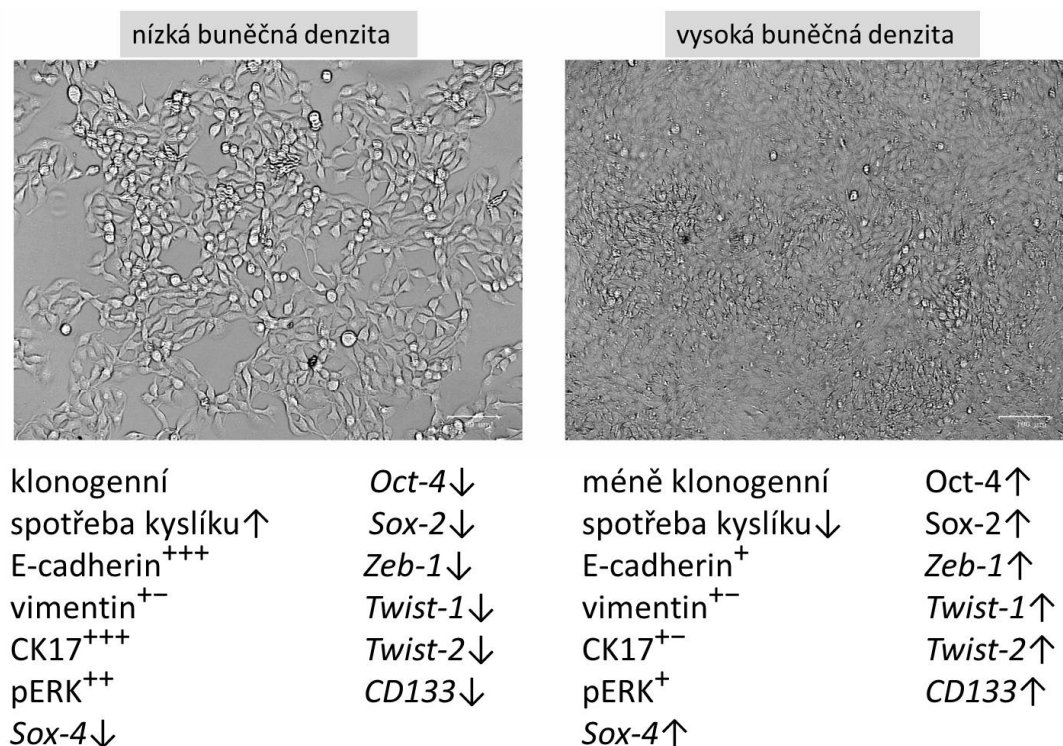 nízká buněčná denzita
vysoká buněčná denzita
klonogenní
spotřeba kyslíku↑
E-cadherin+++
vimentin+−
CK17+++
pERK++
Sox-4↓
Oct-4↓
Sox-2↓
Zeb-1↓
Twist-1↓
Twist-2↓
CD133↓
méně klonogenní
spotřeba kyslíku↓
E-cadherin+
vimentin+−
CK17+−
pERK+
Sox-4↑
Oct-4↑
Sox-2↑
Zeb-1↑
Twist-1↑
Twist-2↑
CD133↑